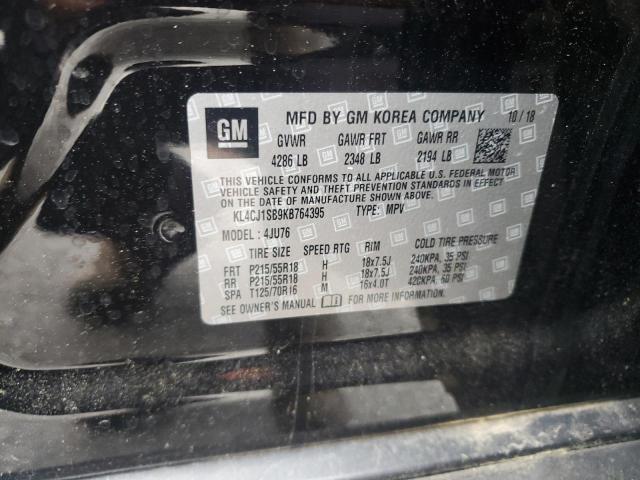 GM
MFD BY GM KOREA COMPANY 10/18
GVWR GAWR FRT GAWR RR
4286 LB 2348 LB 2194 LB
THIS VEHICLE CONFORMS TO ALL APPLICABLE U.S. FEDERAL MOTOR
VEHICLE SAFETY AND THEFT PREVENTION STANDARDS IN EFFECT
ON THE DATE OF MANUFACTURE SHOWN ABOVE.
KL4CJ1SB9KB764395 TYPE: MPV
MODEL: 4JU76
TIRE SIZE SPEED RTG RIM COLD TIRE PRESSURE
FRT P215/55R18 H 18x7.5J 240KPA, 35 PSI
RR P215/55R18 H 18x7.5J 240KPA, 35 PSI
SPA T125/70R16 M 16x4.0T 420KPA, 60 PSI
SEE OWNER'S MANUAL FOR MORE INFORMATION.